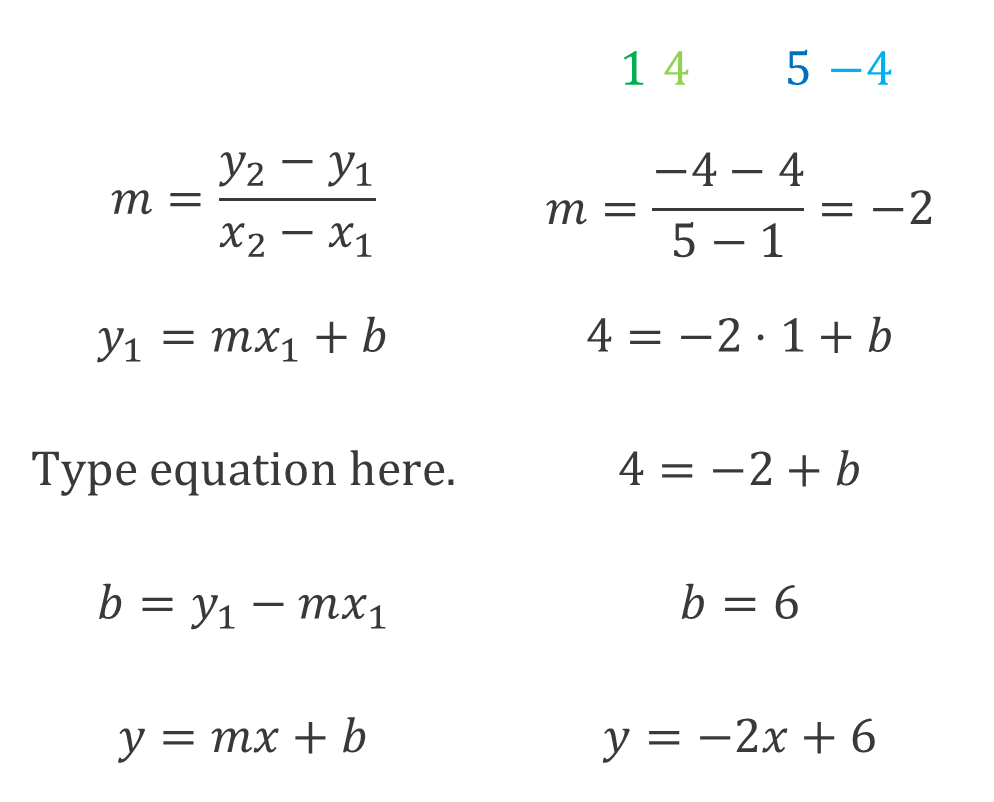 1 4 5 −4
m = (y₂ − y₁)/(x₂ − x₁) m = (−4 − 4)/(5 − 1) = −2
y₁ = mx₁ + b 4 = −2 · 1 + b
Type equation here. 4 = −2 + b
b = y₁ − mx₁ b = 6
y = mx + b y = −2x + 6